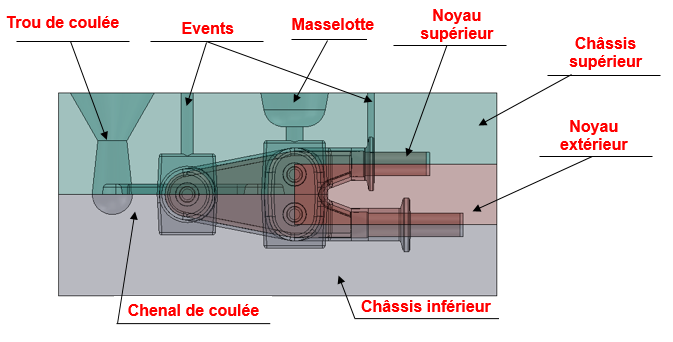 Trou de coulée
Events
Masselotte
Noyau
supérieur
Châssis
supérieur
Noyau
extérieur
Chenal de coulée
Châssis inférieur